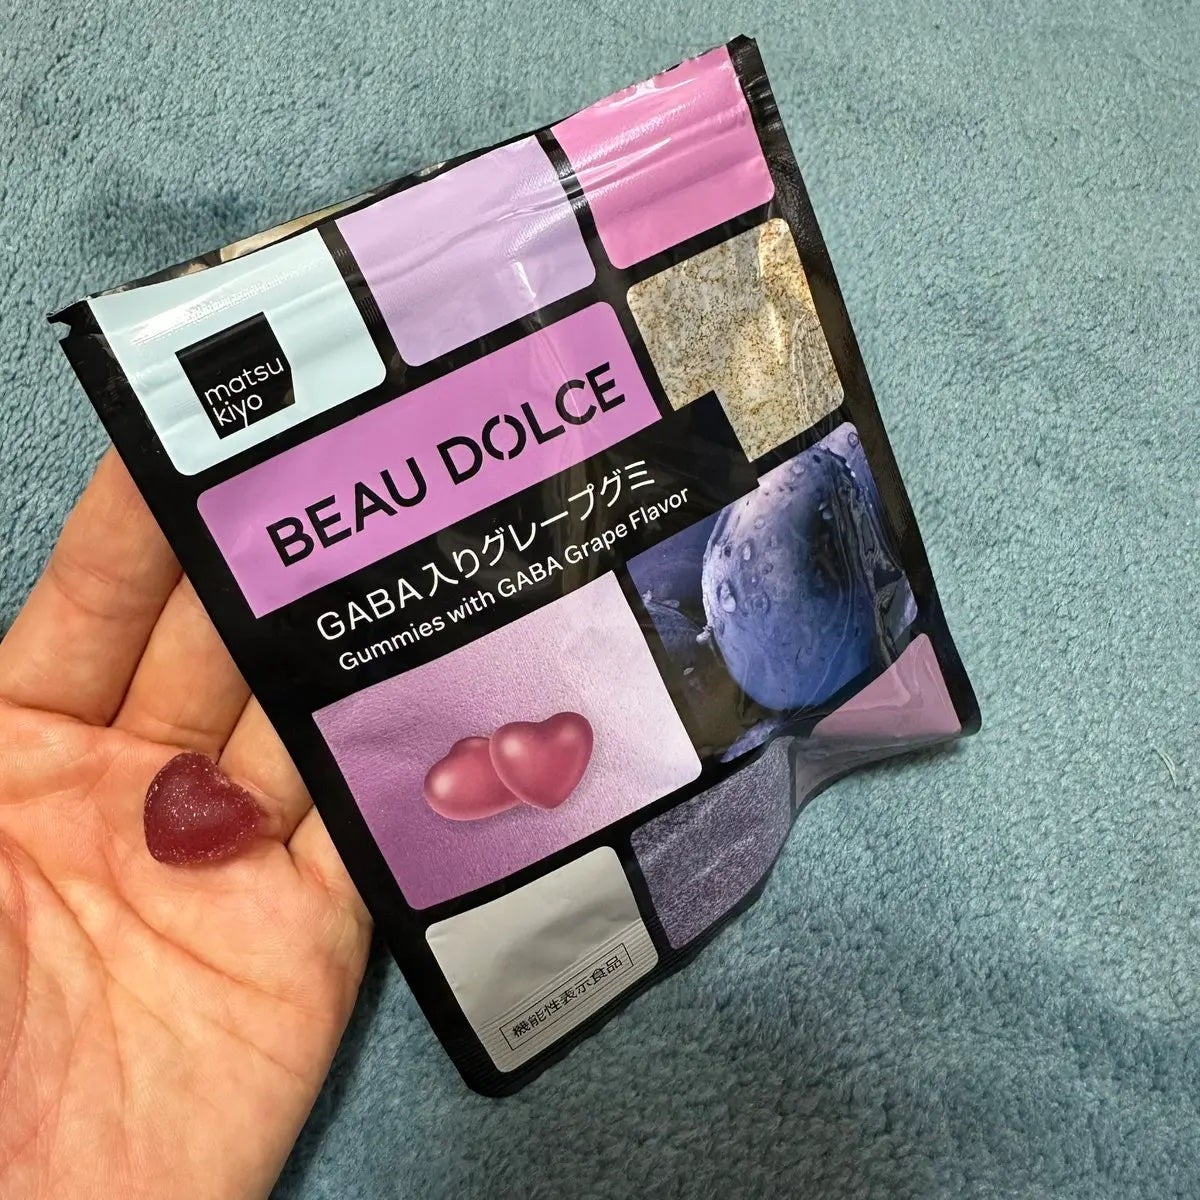 matsu
kiyo
BEAU DOLCE
GABA入りグレープグミ
Gummies with GABA Grape Flavor
機能性表示食品